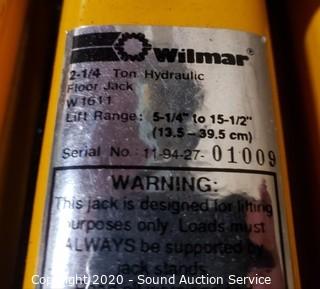 Wilmar®
2-1/4 Ton Hydraulic
Floor Jack
W1611
Lift Range: 5-1/4" to 15-1/2"
(13.5 – 39.5 cm)
Serial No. 11-94-27- 01009
WARNING:
This jack is designed for lifting
purposes only. Loads must
ALWAYS be supported by
jack stands.
Copyright 2020 - Sound Auction Service